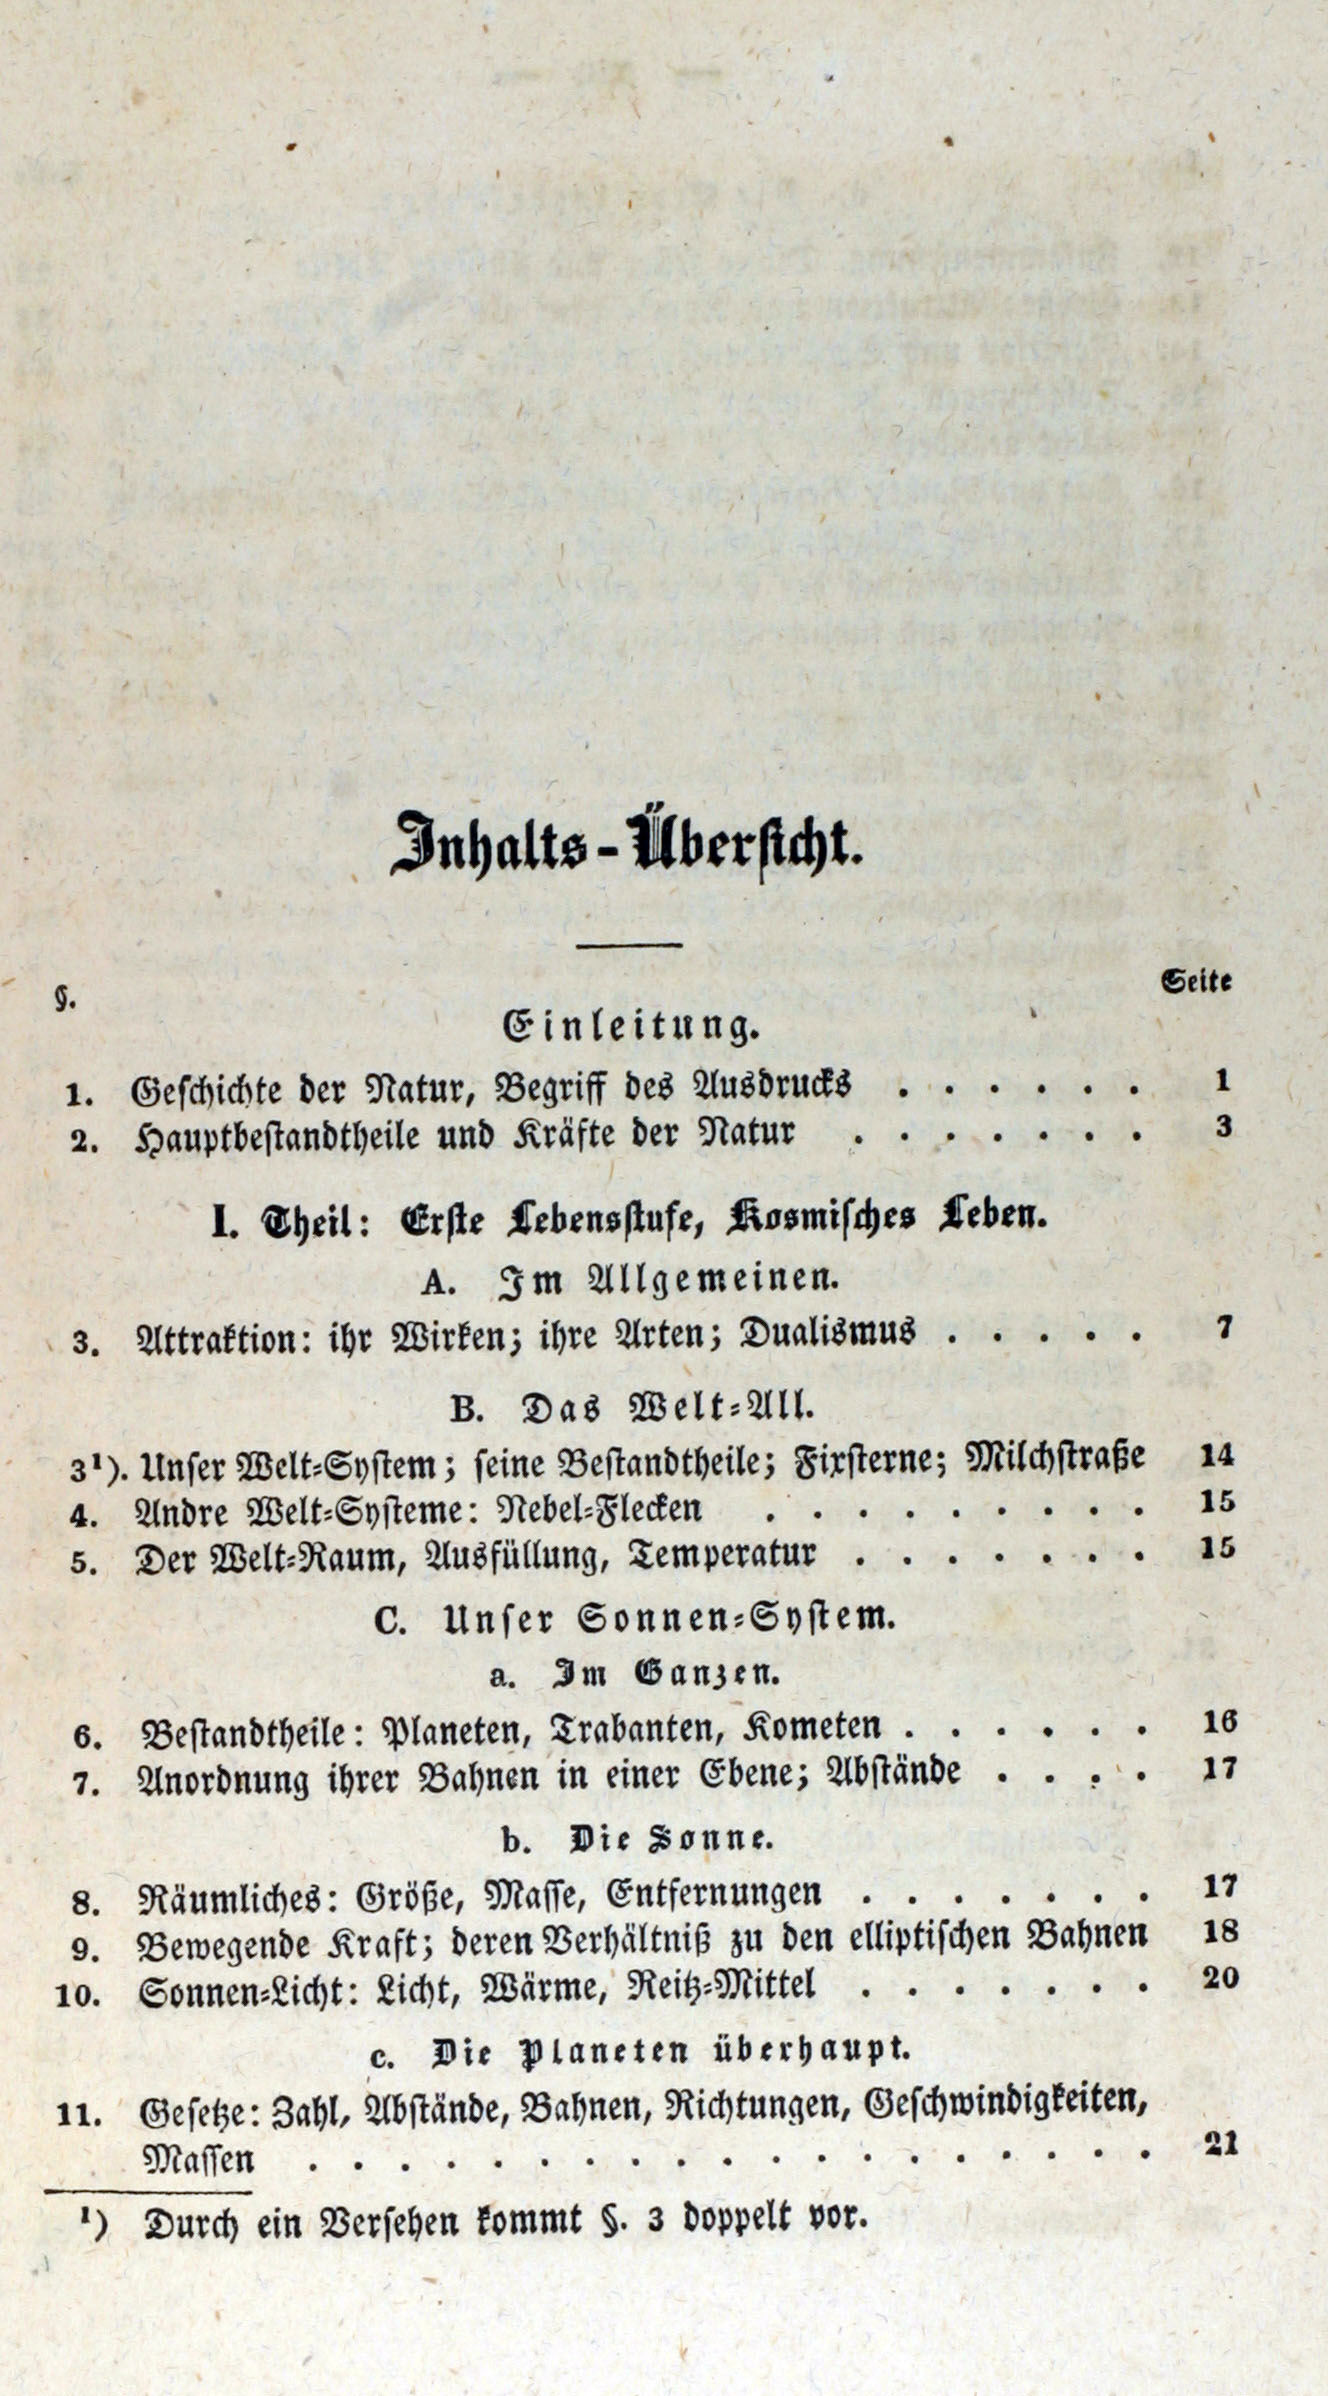 Inhalts-Übersicht.
Seite
§.
Einleitung.
1. Geschichte der Natur, Begriff des Ausdrucks . . . . . . 1
2. Hauptbestandtheile und Kräfte der Natur . . . . . . . 3
I. Theil: Erste Lebensstufe, Kosmisches Leben.
A. Im Allgemeinen.
3. Attraktion: ihr Wirken; ihre Arten; Dualismus . . . . . 7
B. Das Welt-All.
3¹). Unser Welt-System; seine Bestandtheile; Fixsterne; Milchstraße 14
4. Andre Welt-Systeme: Nebel-Flecken . . . . . . . . . 15
5. Der Welt-Raum, Ausfüllung, Temperatur . . . . . . . 15
C. Unser Sonnen-System.
a. Im Ganzen.
6. Bestandtheile: Planeten, Trabanten, Kometen . . . . . . 16
7. Anordnung ihrer Bahnen in einer Ebene; Abstände . . . . 17
b. Die Sonne.
8. Räumliches: Größe, Masse, Entfernungen . . . . . . . 17
9. Bewegende Kraft; deren Verhältniß zu den elliptischen Bahnen 18
10. Sonnen-Licht: Licht, Wärme, Reitz-Mittel . . . . . . . 20
c. Die Planeten überhaupt.
11. Gesetze: Zahl, Abstände, Bahnen, Richtungen, Geschwindigkeiten,
Massen . . . . . . . . . . . . . . . . . . . 21
¹) Durch ein Versehen kommt §. 3 doppelt vor.